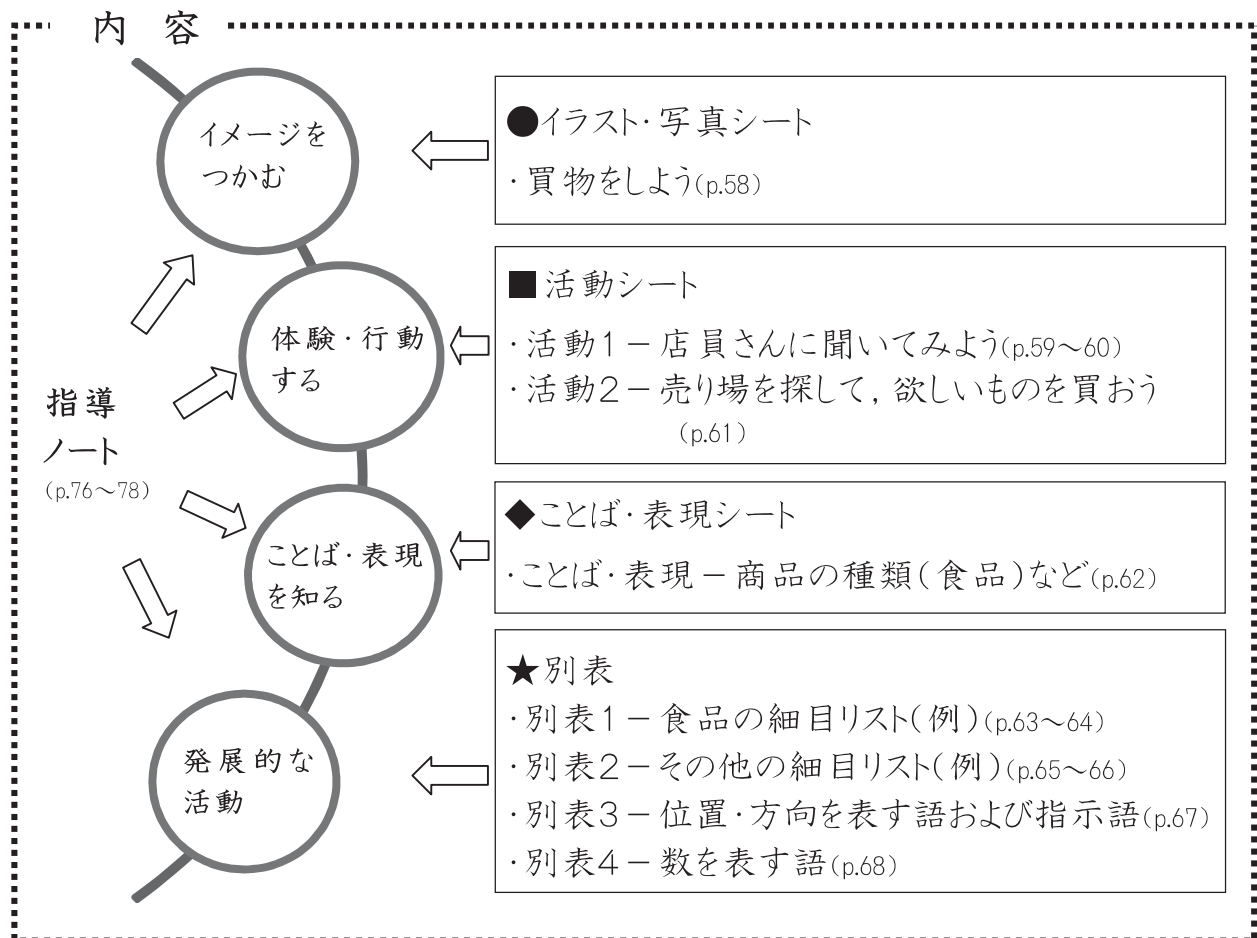 内 容
イメージを
つかむ
●イラスト・写真シート
・買物をしよう(p.58)
体験・行動
する
■活動シート
・活動1－店員さんに聞いてみよう(p.59～60)
・活動2－売り場を探して,欲しいものを買おう
(p.61)
指導
ノート
(p.76～78)
ことば・表現
を知る
◆ことば・表現シート
・ことば・表現－商品の種類(食品)など(p.62)
発展的な
活動
★別表
・別表1－食品の細目リスト(例)(p.63～64)
・別表2－その他の細目リスト(例)(p.65～66)
・別表3－位置・方向を表す語および指示語(p.67)
・別表4－数を表す語(p.68)